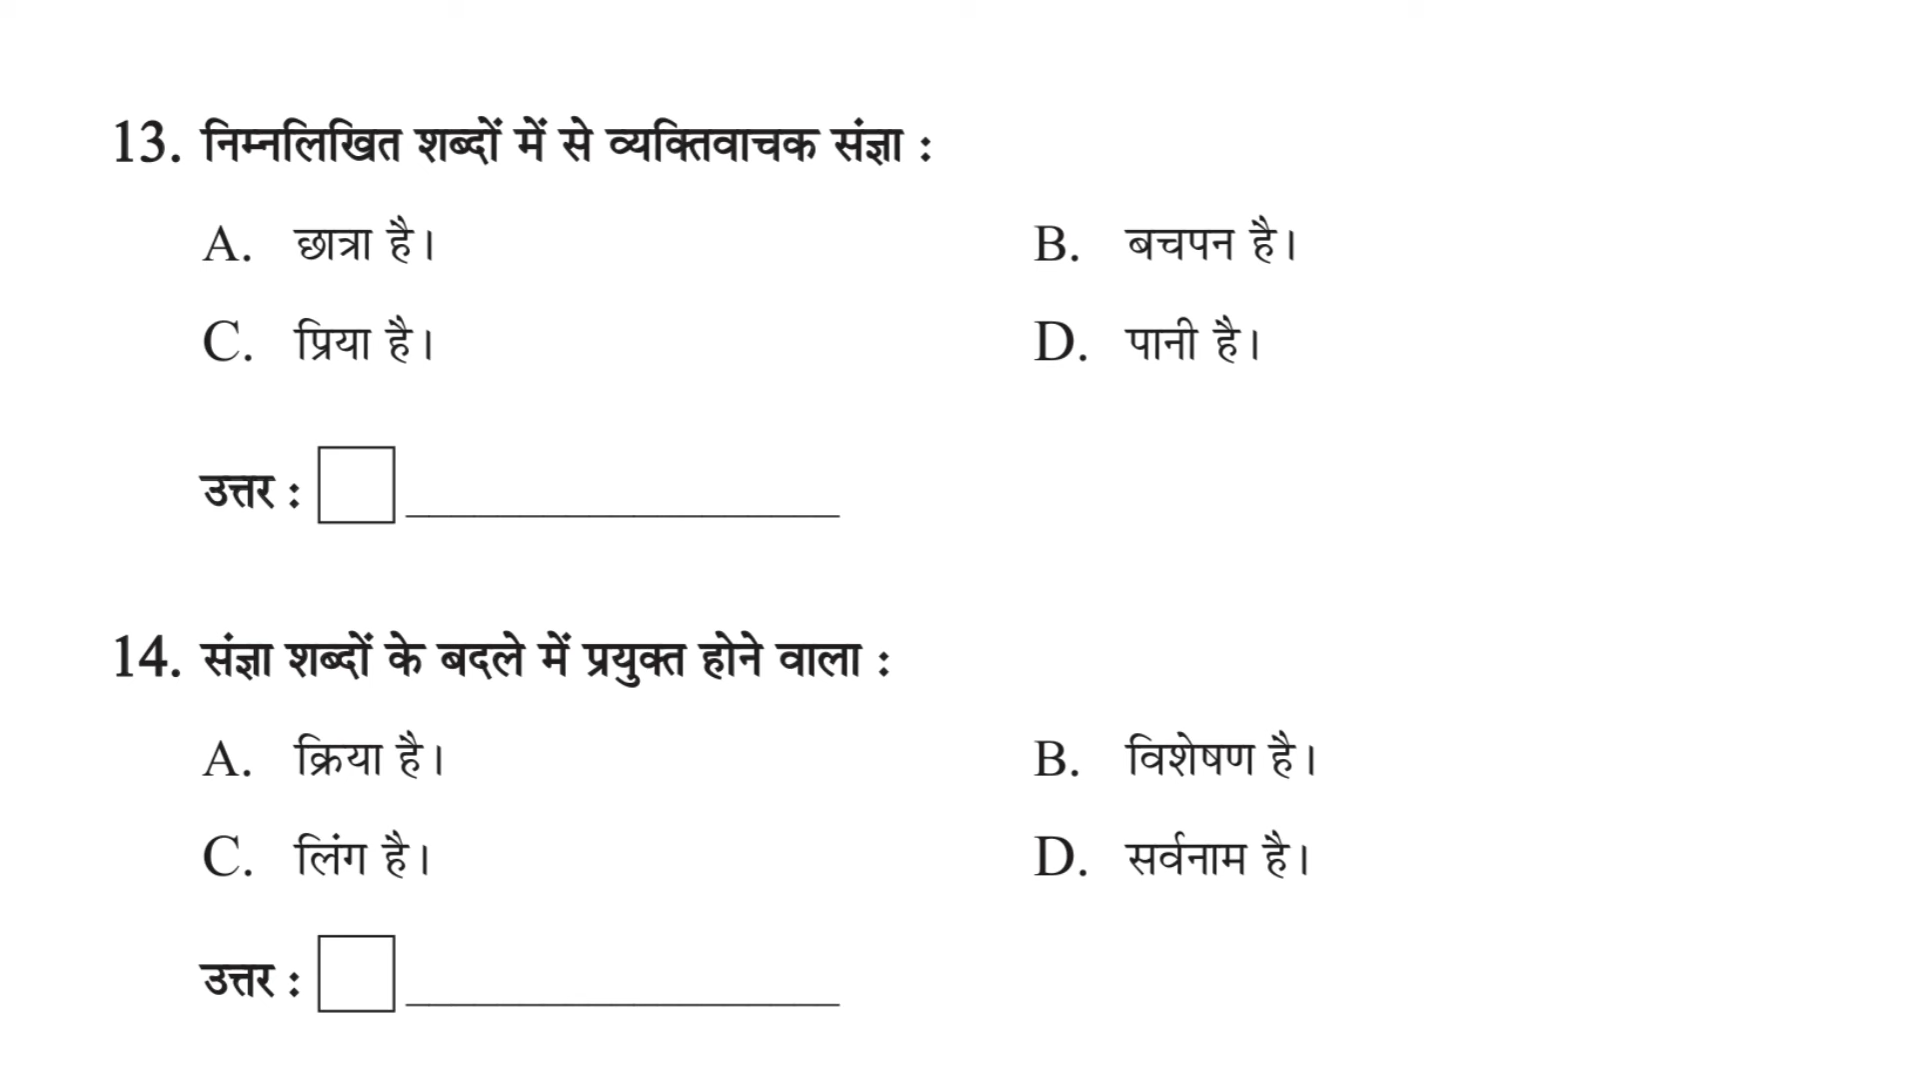 13. निम्नलिखित शब्दों में से व्यक्तिवाचक संज्ञा :
A. छात्रा है। B. बचपन है।
C. प्रिया है। D. पानी है।
उत्तर :
14. संज्ञा शब्दों के बदले में प्रयुक्त होने वाला :
A. क्रिया है। B. विशेषण है।
C. लिंग है। D. सर्वनाम है।
उत्तर :